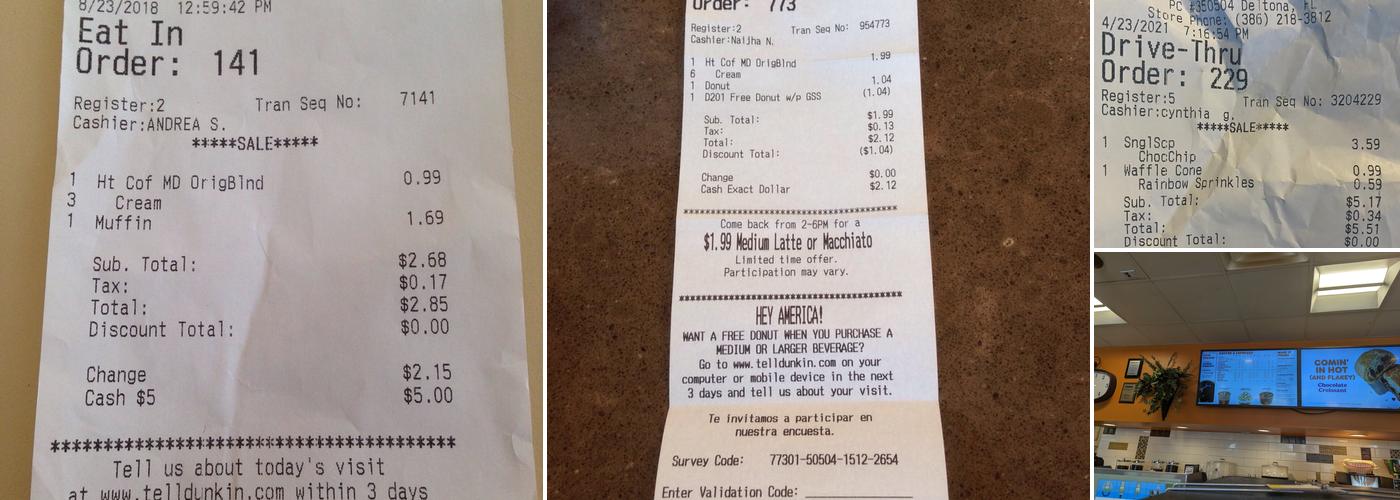 8/23/2018 12:59:42 PM
Eat In
Order: 141
Register:2 Tran Seq No: 7141
Cashier:ANDREA S.
*****SALE*****
1 Ht Cof MD OrigBlnd 0.99
3 Cream
1 Muffin 1.69
Sub. Total: $2.68
Tax: $0.17
Total: $2.85
Discount Total: $0.00
Change $2.15
Cash $5 $5.00
Tell us about today's visit
at www.telldunkin.com within 3 days
Order: 773
Register:2 Tran Seq No: 954773
Cashier:Naijha N.
1 Ht Cof MD OrigBlnd 1.99
6 Cream
1 Donut 1.04
1 D201 Free Donut w/p GSS (1.04)
Sub. Total: $1.99
Tax: $0.13
Total: $2.12
Discount Total: ($1.04)
Change $0.00
Cash Exact Dollar $2.12
Come back from 2-6PM for a
$1.99 Medium Latte or Macchiato
Limited time offer.
Participation may vary.
HEY AMERICA!
WANT A FREE DONUT WHEN YOU PURCHASE A
MEDIUM OR LARGER BEVERAGE?
Go to www.telldunkin.com on your
computer or mobile device in the next
3 days and tell us about your visit.
Te invitamos a participar en
nuestra encuesta.
Survey Code: 77301-50504-1512-2654
Enter Validation Code:
PC #350504 Deltona, FL
Store Phone: (386) 218-3812
4/23/2021 7:16:54 PM
Drive-Thru
Order: 229
Register:5 Tran Seq No: 3204229
Cashier:cynthia g.
*****SALE*****
1 SnglScp 3.59
ChocChip
1 Waffle Cone 0.99
Rainbow Sprinkles 0.59
Sub. Total: $5.17
Tax: $0.34
Total: $5.51
Discount Total: $0.00
COMIN'
IN HOT
(AND FLAKEY)
Chocolate
Croissant